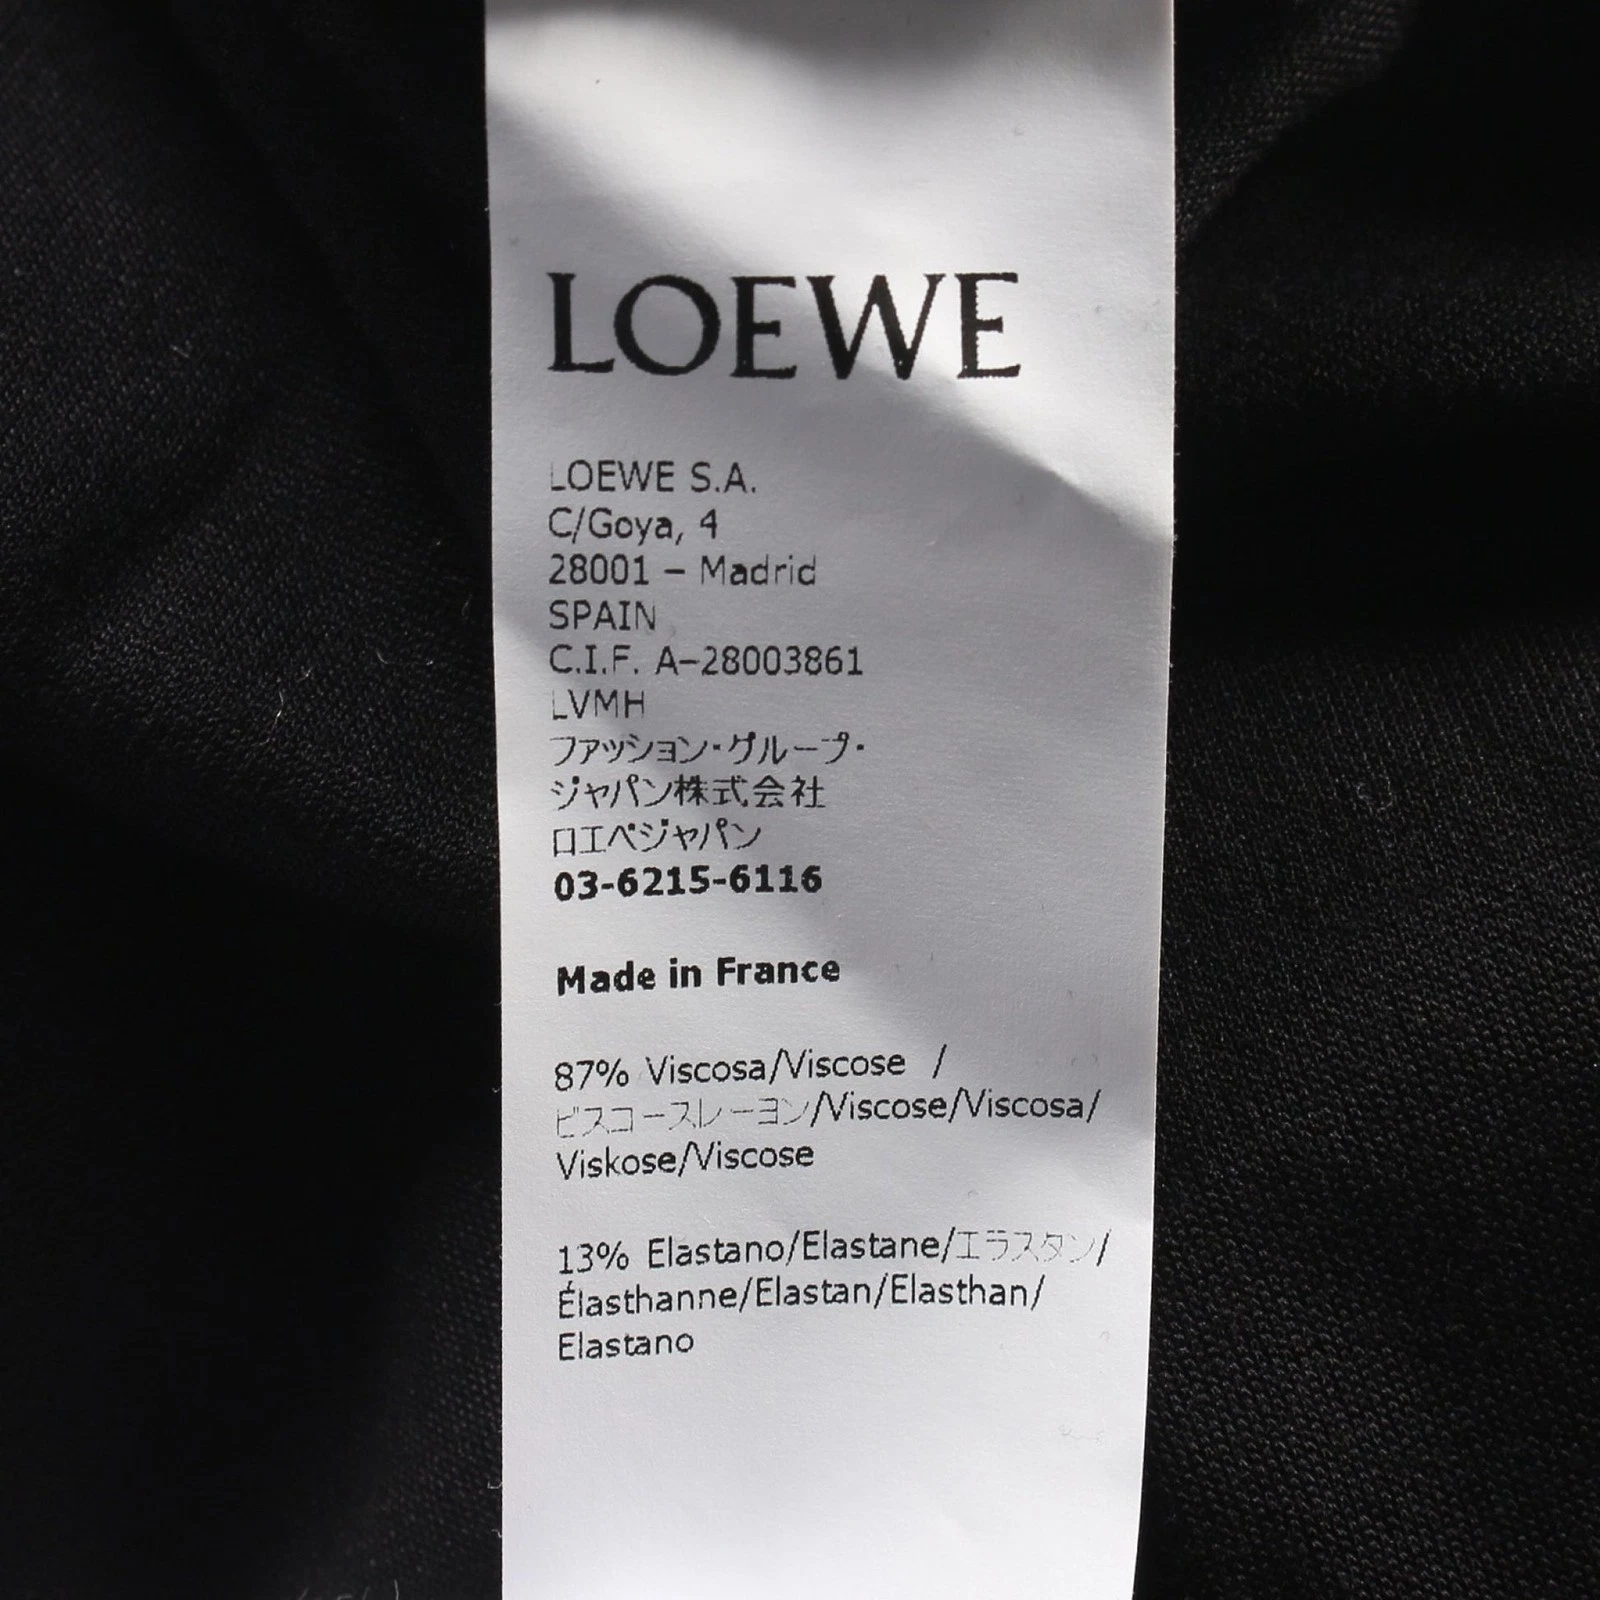 LOEWE
LOEWE S.A.
C/Goya, 4
28001 – Madrid
SPAIN
C.I.F. A-28003861
LVMH
ファッション・グループ・
ジャパン株式会社
ロエベジャパン
03-6215-6116
Made in France
87% Viscosa/Viscose /
ビスコースレーヨン/Viscose/Viscosa/
Viskose/Viscose
13% Elastano/Elastane/エラスタン/
Élasthanne/Elastan/Elasthan/
Elastano